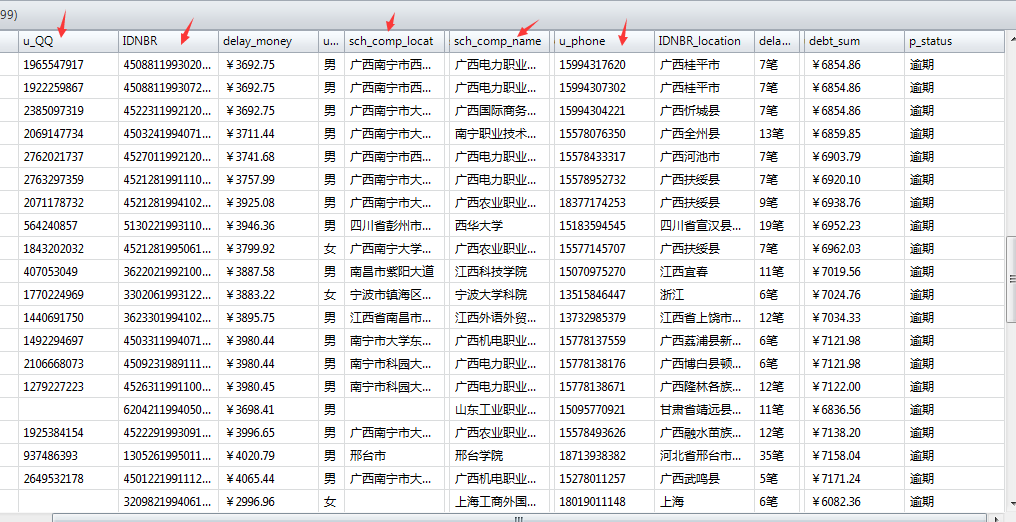 99)
u_QQ IDNBR delay_money u... sch_comp_locat sch_comp_name u_phone IDNBR_location dela... debt_sum p_status
1965547917 4508811993020... ￥3692.75 男 广西南宁市西... 广西电力职业... 15994317620 广西桂平市 7笔 ￥6854.86 逾期
1922259867 4508811993072... ￥3692.75 男 广西南宁市西... 广西电力职业... 15994307302 广西桂平市 7笔 ￥6854.86 逾期
2385097319 4522311992120... ￥3692.75 男 广西南宁市大... 广西国际商务... 15994304221 广西忻城县 7笔 ￥6854.86 逾期
2069147734 4503241994071... ￥3711.44 男 广西南宁市大... 南宁职业技术... 15578076350 广西全州县 13笔 ￥6859.85 逾期
2762021737 4527011992120... ￥3741.68 男 广西南宁市西... 广西电力职业... 15578433317 广西河池市 7笔 ￥6903.79 逾期
2763297359 4521281991110... ￥3757.99 男 广西南宁市大... 广西电力职业... 15578952732 广西扶绥县 7笔 ￥6920.10 逾期
2071178732 4521281994102... ￥3925.08 男 广西南宁市大... 广西农业职业... 18377174253 广西扶绥县 9笔 ￥6938.76 逾期
564240857 5130221993110... ￥3946.36 男 四川省彭州市... 西华大学 15183594545 四川省宣汉县... 19笔 ￥6952.23 逾期
1843202032 4521281995061... ￥3799.92 女 广西南宁大学... 广西农业职业... 15577145707 广西扶绥县 7笔 ￥6962.03 逾期
407053049 3622021992100... ￥3887.58 男 南昌市紫阳大道 江西科技学院 15070975270 江西宜春 11笔 ￥7019.56 逾期
1770224969 3302061993122... ￥3883.22 女 宁波市镇海区... 宁波大学科院 13515846447 浙江 6笔 ￥7024.76 逾期
1440691750 3623301994102... ￥3895.75 男 江西省南昌市... 江西外语外贸... 13732985379 江西省上饶市... 12笔 ￥7034.33 逾期
1492294697 4503311994071... ￥3980.44 男 南宁市大学东... 广西机电职业... 15778137559 广西荔浦县新... 6笔 ￥7121.98 逾期
2106668073 4509231989111... ￥3980.44 男 南宁市科园大... 广西电力职业... 15778138176 广西博白县顿... 6笔 ￥7121.98 逾期
1279227223 4526311991100... ￥3980.45 男 南宁市科园大... 广西电力职业... 15778138671 广西隆林各族... 12笔 ￥7122.00 逾期
6204211994050... ￥3698.41 男 山东工业职业... 15095770921 甘肃省靖远县... 11笔 ￥6836.56 逾期
1925384154 4522291993091... ￥3996.65 男 广西南宁市大... 广西农业职业... 15578493626 广西融水苗族... 12笔 ￥7138.20 逾期
937486393 1305261995011... ￥4020.79 男 邢台市 邢台学院 18713938382 河北省邢台市... 35笔 ￥7158.04 逾期
2649532178 4501221991112... ￥4065.44 男 广西南宁市大... 广西机电职业... 15278011257 广西武鸣县 5笔 ￥7171.24 逾期
3209821994061... ￥2996.96 女 上海工商外国... 18019011148 上海 6笔 ￥6082.36 逾期